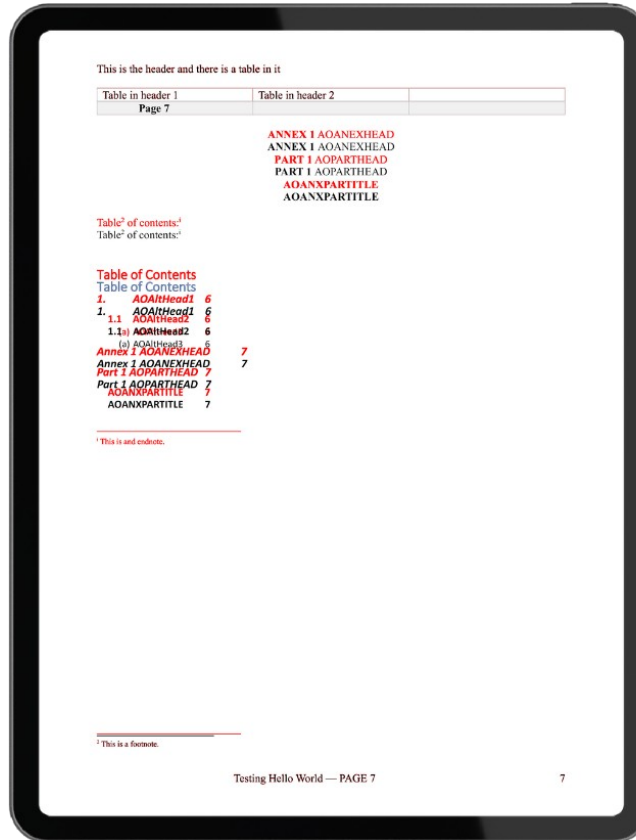 This is the header and there is a table in it
Table in header 1 Table in header 2
Page 7
ANNEX 1 AOANEXHEAD
ANNEX 1 AOANEXHEAD
PART 1 AOPARTHEAD
PART 1 AOPARTHEAD
AOANXPARTITLE
AOANXPARTITLE
Table² of contents:ⁱ
Table² of contents:ⁱ
Table of Contents
Table of Contents
1. AOAltHead1 6
1. AOAltHead1 6
1.1 AOAltHead2 6
1.1 AOAltHead2 6
(a) AOAltHead3 6
Annex 1 AOANEXHEAD 7
Annex 1 AOANEXHEAD 7
Part 1 AOPARTHEAD 7
Part 1 AOPARTHEAD 7
AOANXPARTITLE 7
AOANXPARTITLE 7
ⁱ This is and endnote.
² This is a footnote.
Testing Hello World — PAGE 7 7